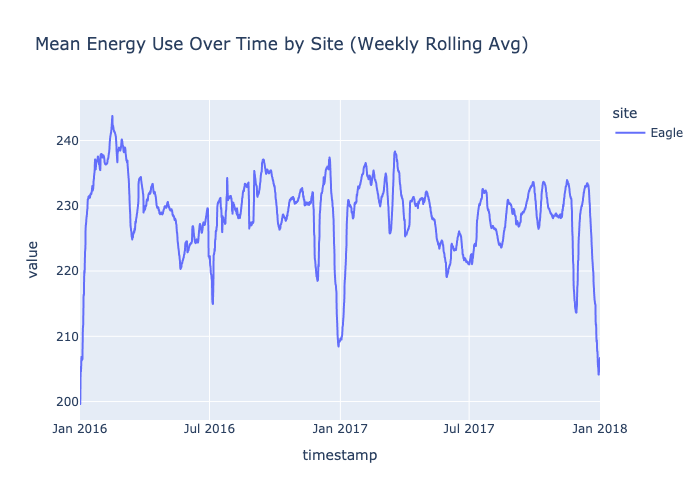 Mean Energy Use Over Time by Site (Weekly Rolling Avg)
site
Eagle
240
230
220
210
200
value
Jan 2016
Jul 2016
Jan 2017
Jul 2017
Jan 2018
timestamp